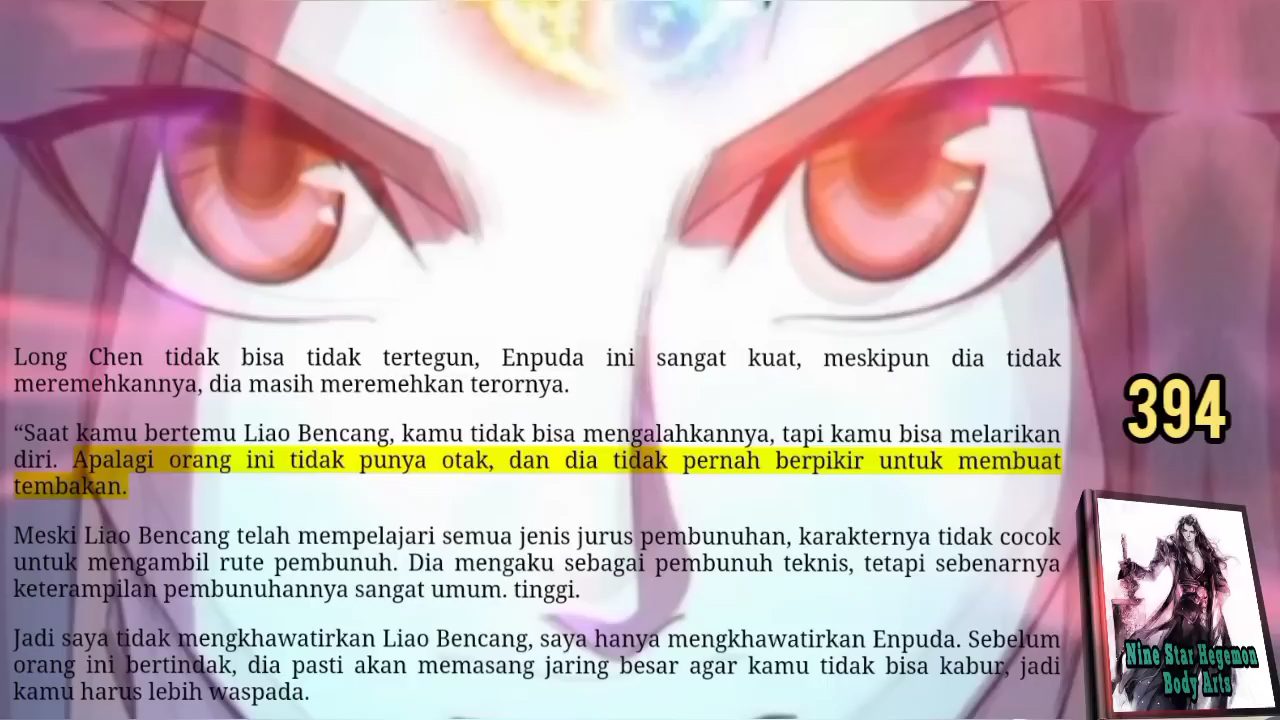 Long Chen tidak bisa tidak tertegun, Enpuda ini sangat kuat, meskipun dia tidak
meremehkannya, dia masih meremehkan terornya.
“Saat kamu bertemu Liao Bencang, kamu tidak bisa mengalahkannya, tapi kamu bisa melarikan
diri. Apalagi orang ini tidak punya otak, dan dia tidak pernah berpikir untuk membuat
tembakan.
Meski Liao Bencang telah mempelajari semua jenis jurus pembunuhan, karakternya tidak cocok
untuk mengambil rute pembunuh. Dia mengaku sebagai pembunuh teknis, tetapi sebenarnya
keterampilan pembunuhannya sangat umum. tinggi.
Jadi saya tidak mengkhawatirkan Liao Bencang, saya hanya mengkhawatirkan Enpuda. Sebelum
orang ini bertindak, dia pasti akan memasang jaring besar agar kamu tidak bisa kabur, jadi
kamu harus lebih waspada.
394
Nine Star Hegemon
Body Arts